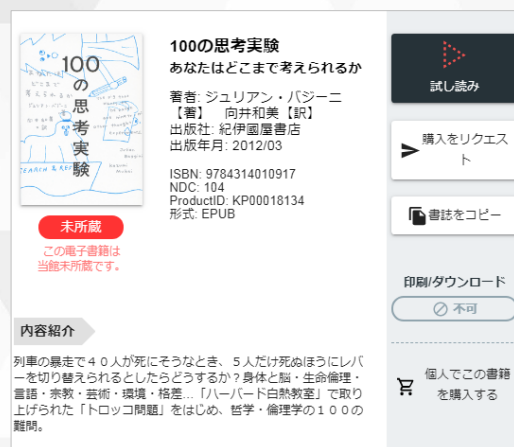 100の思考実験
あなたはどこまで考えられるか
著者: ジュリアン・バジーニ
【著】　向井和美【訳】
出版社: 紀伊國屋書店
出版年月: 2012/03
ISBN: 9784314010917
NDC: 104
ProductID: KP00018134
形式: EPUB
100
の
思
考
実
験
未所蔵
この電子書籍は
当館未所蔵です。
試し読み
購入をリクエス
ト
書誌をコピー
印刷/ダウンロード
不可
個人でこの書籍
を購入する
内容紹介
列車の暴走で４０人が死にそうなとき、５人だけ死ぬほうにレバ
ーを切り替えられるとしたらどうするか？身体と脳・生命倫理・
言語・宗教・芸術・環境・格差…「ハーバード白熱教室」で取り
上げられた「トロッコ問題」をはじめ、哲学・倫理学の１００の
難問。